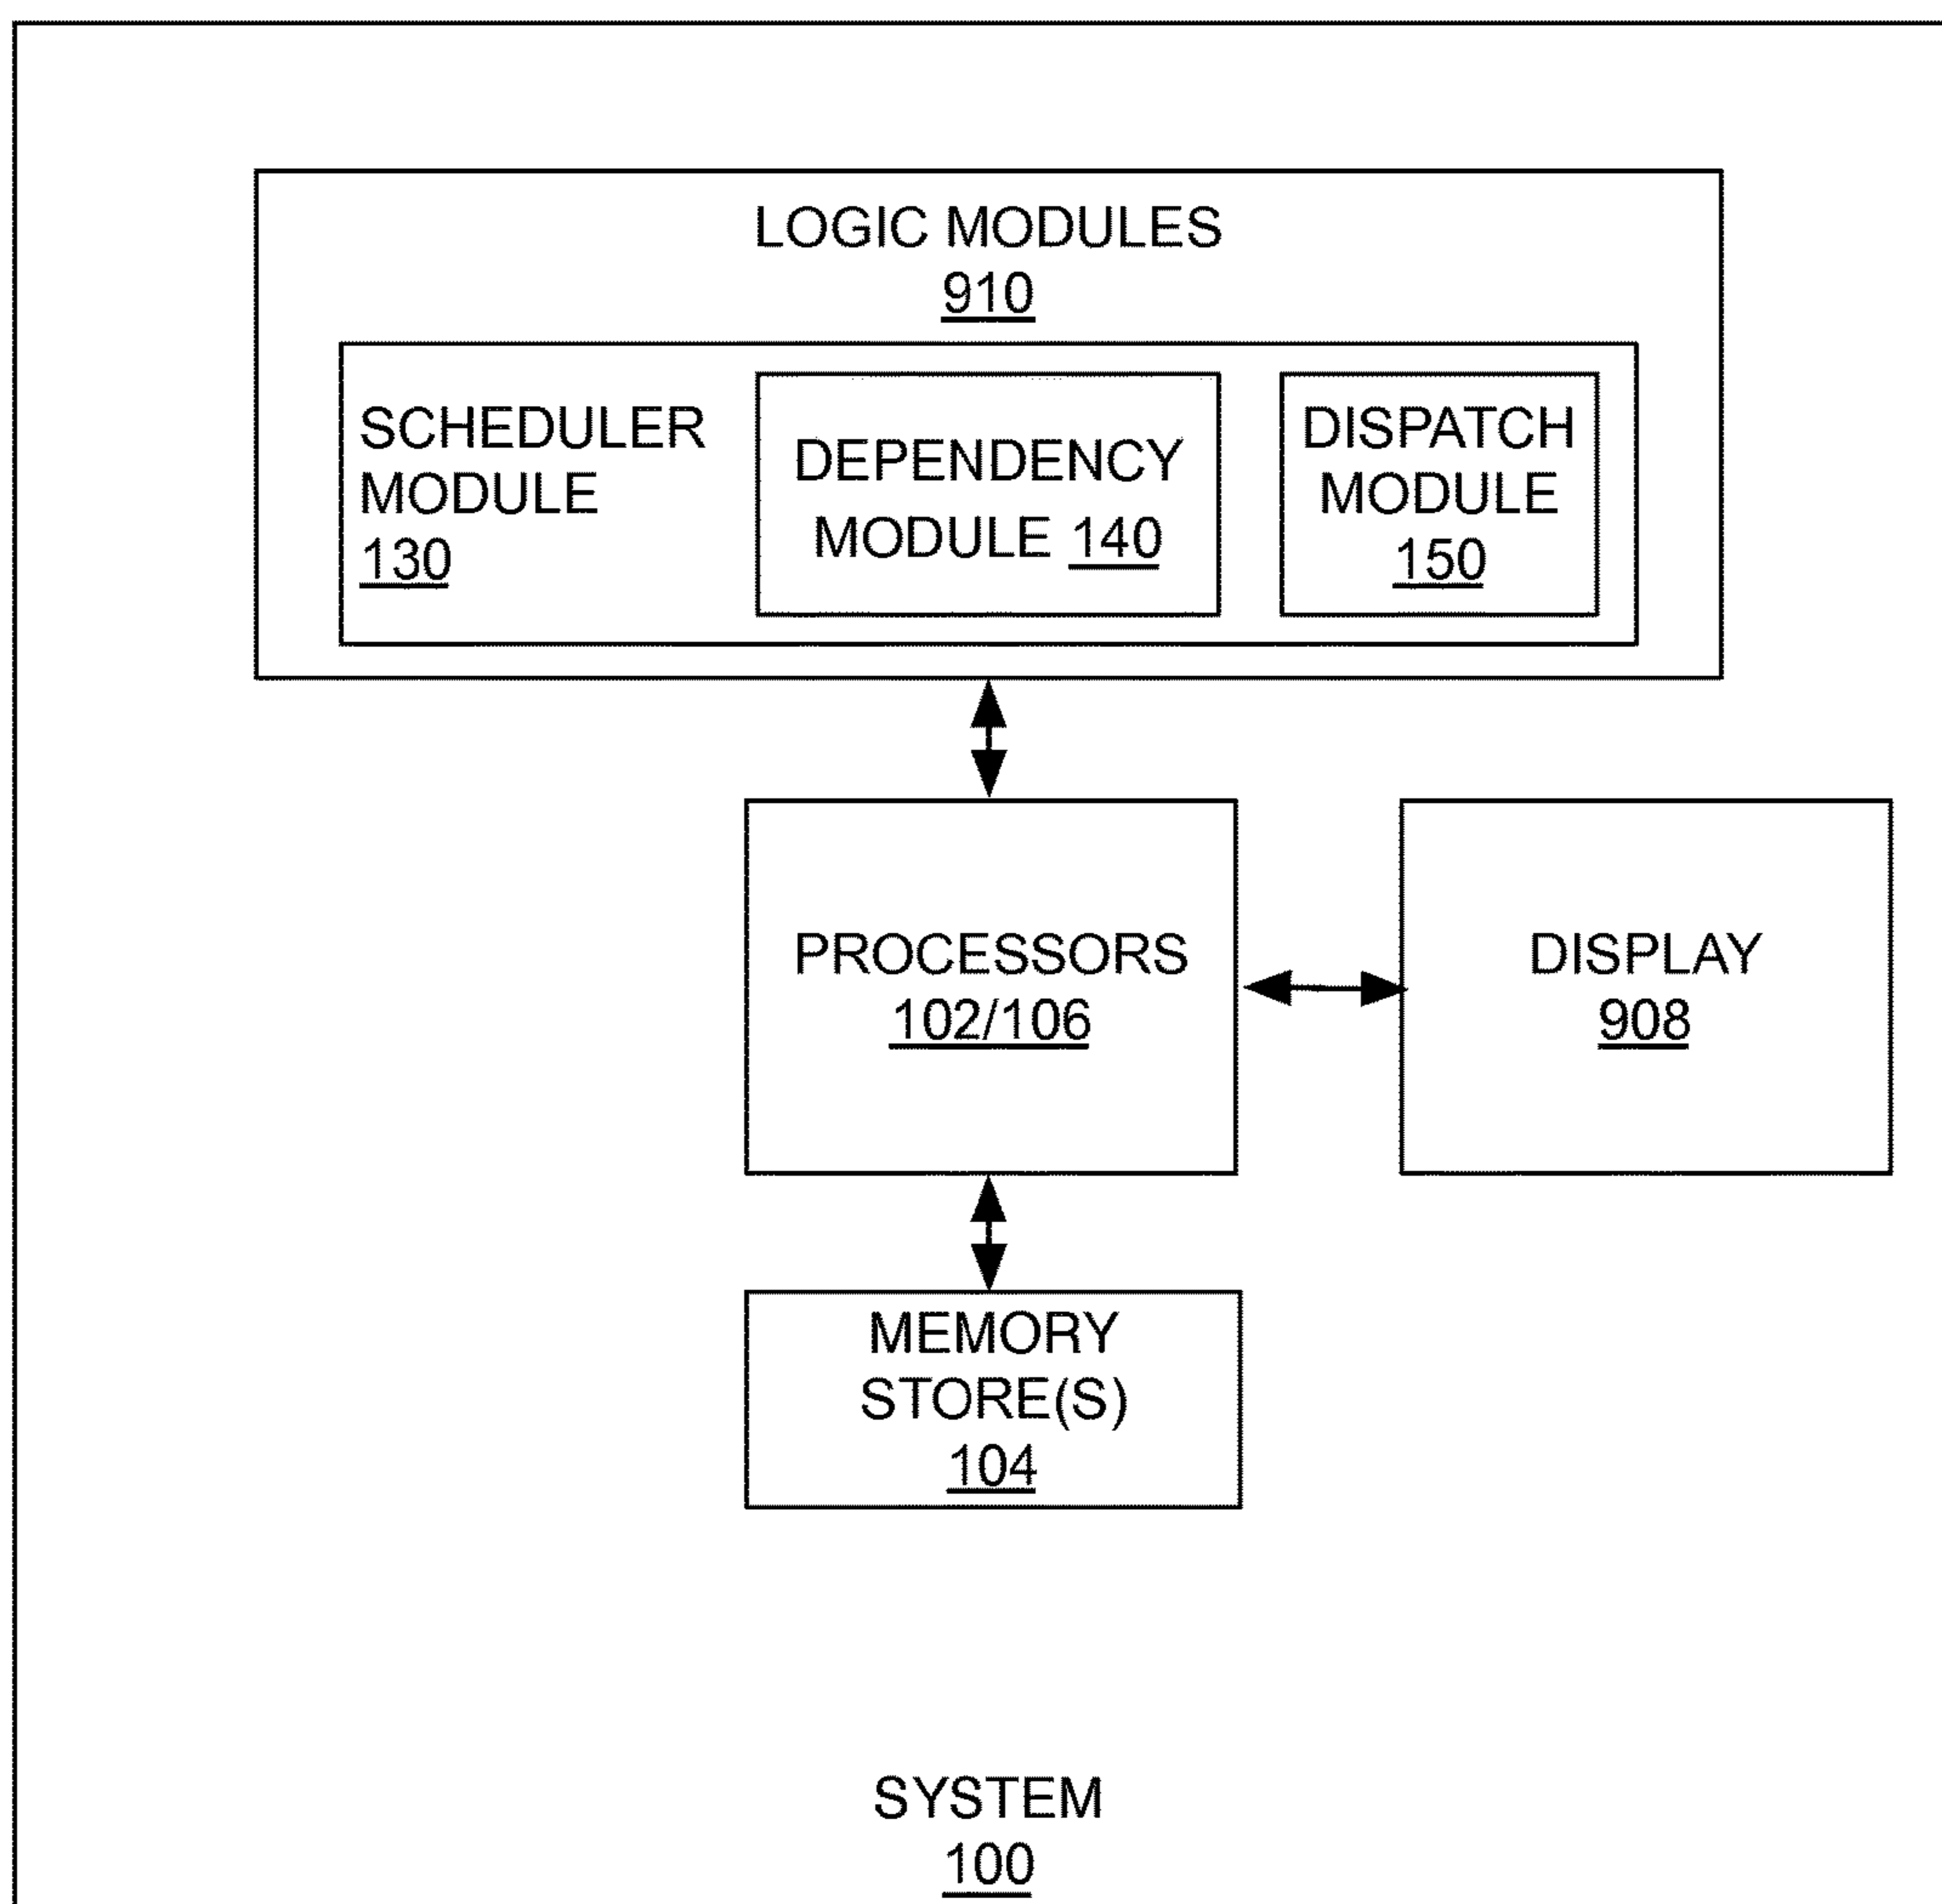 LOGIC MODULES
910
SCHEDULER
MODULE
130
DEPENDENCY
MODULE 140
DISPATCH
MODULE
150
PROCESSORS
102/106
DISPLAY
908
MEMORY
STORE(S)
104
SYSTEM
100